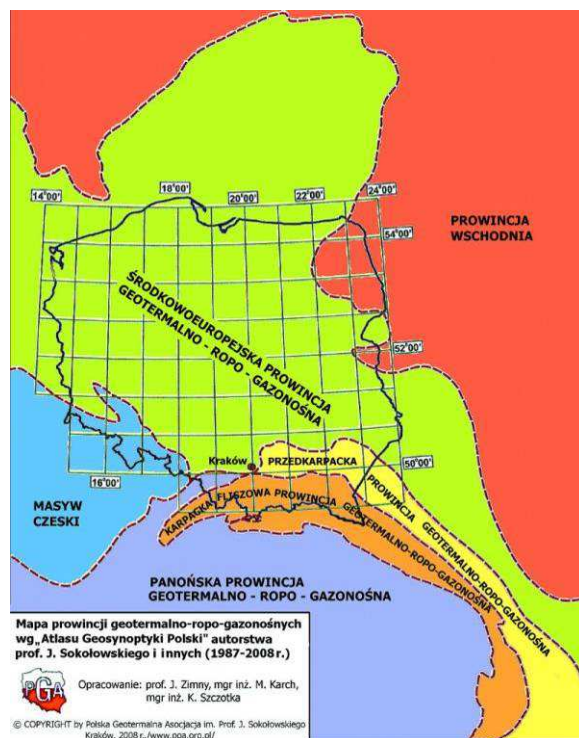 18°00'
20°00'
22°00'
24°00'
14°00'
PROWINCJA
WSCHODNIA
54°00'
ŚRODKOWOEUROPEJSKA PROWINCJA
GEOTERMALNO - ROPO - GAZONOŚNA
52°00'
Kraków
PRZEDKARPACKA
PROWINCJA GEOTERMALNO-ROPO-GAZONOŚNA
50°00'
16°00'
MASYW
CZESKI
KARPACKA FLISZOWA PROWINCJA GEOTERMALNO-ROPO-GAZONOŚNA
PANOŃSKA PROWINCJA
GEOTERMALNO - ROPO - GAZONOŚNA
Mapa prowincji geotermalno-ropo-gazonośnych
wg „Atlasu Geosynoptyki Polski" autorstwa
prof. J. Sokołowskiego i innych (1987-2008 r.)
PGA
Opracowanie: prof. J. Zimny, mgr inż. M. Karch,
mgr inż. K. Szczotka
© COPYRIGHT by Polska Geotermalna Asocjacja im. Prof. J. Sokołowskiego
Kraków, 2008 r./www.pga.org.pl/